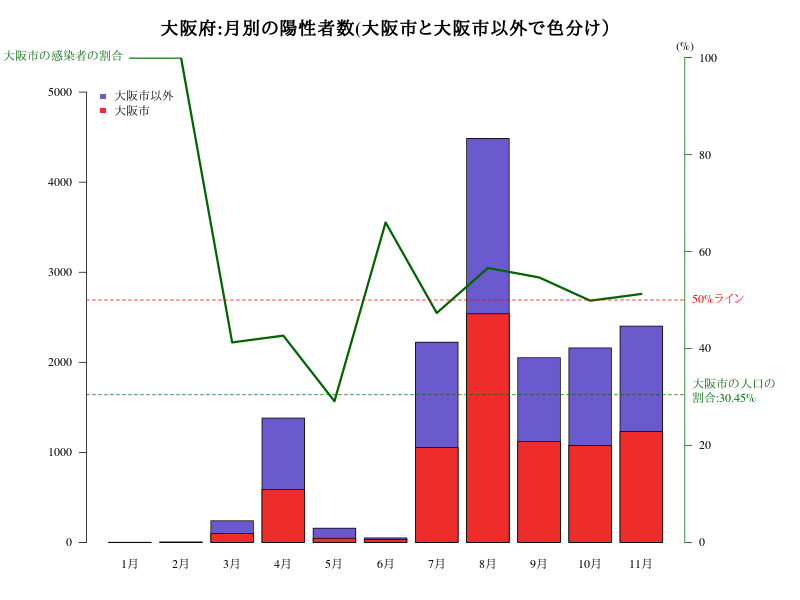 大阪府:月別の陽性者数(大阪市と大阪市以外で色分け）
(%)
大阪市の感染者の割合
100
5000
大阪市以外
大阪市
80
4000
60
3000
50%ライン
40
2000
大阪市の人口の
割合:30.45%
1000
20
0
0
1月 2月 3月 4月 5月 6月 7月 8月 9月 10月 11月